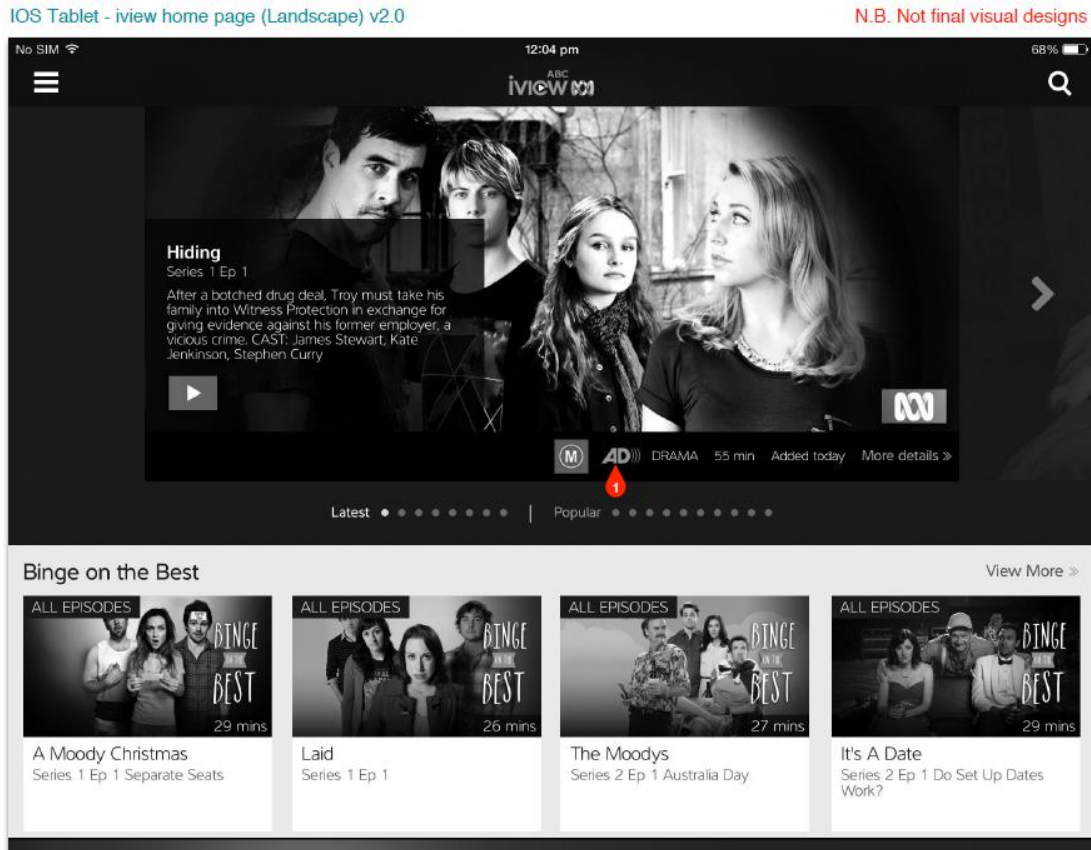 IOS Tablet - iview home page (Landscape) v2.0
N.B. Not final visual designs
No SIM
12:04 pm
68%
ABC
iview
Hiding
Series 1 Ep 1
After a botched drug deal, Troy must take his
family into Witness Protection in exchange for
giving evidence against his former employer, a
vicious crime. CAST: James Stewart, Kate
Jenkinson, Stephen Curry
M AD DRAMA 55 min Added today More details »
1
Latest | Popular
Binge on the Best
View More »
ALL EPISODES
BINGE
ON THE
BEST
29 mins
A Moody Christmas
Series 1 Ep 1 Separate Seats
ALL EPISODES
BINGE
ON THE
BEST
26 mins
Laid
Series 1 Ep 1
ALL EPISODES
BINGE
ON THE
BEST
27 mins
The Moodys
Series 2 Ep 1 Australia Day
ALL EPISODES
BINGE
ON THE
BEST
29 mins
It's A Date
Series 2 Ep 1 Do Set Up Dates
Work?